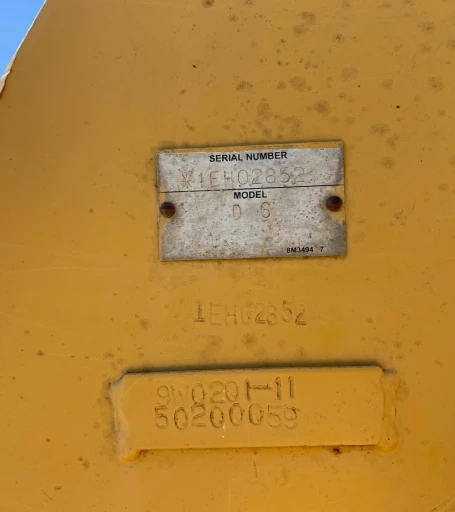 SERIAL NUMBER
*1EH02852*
MODEL
D 6
8M3494 7
1EH02852
9W0201-11
50200059